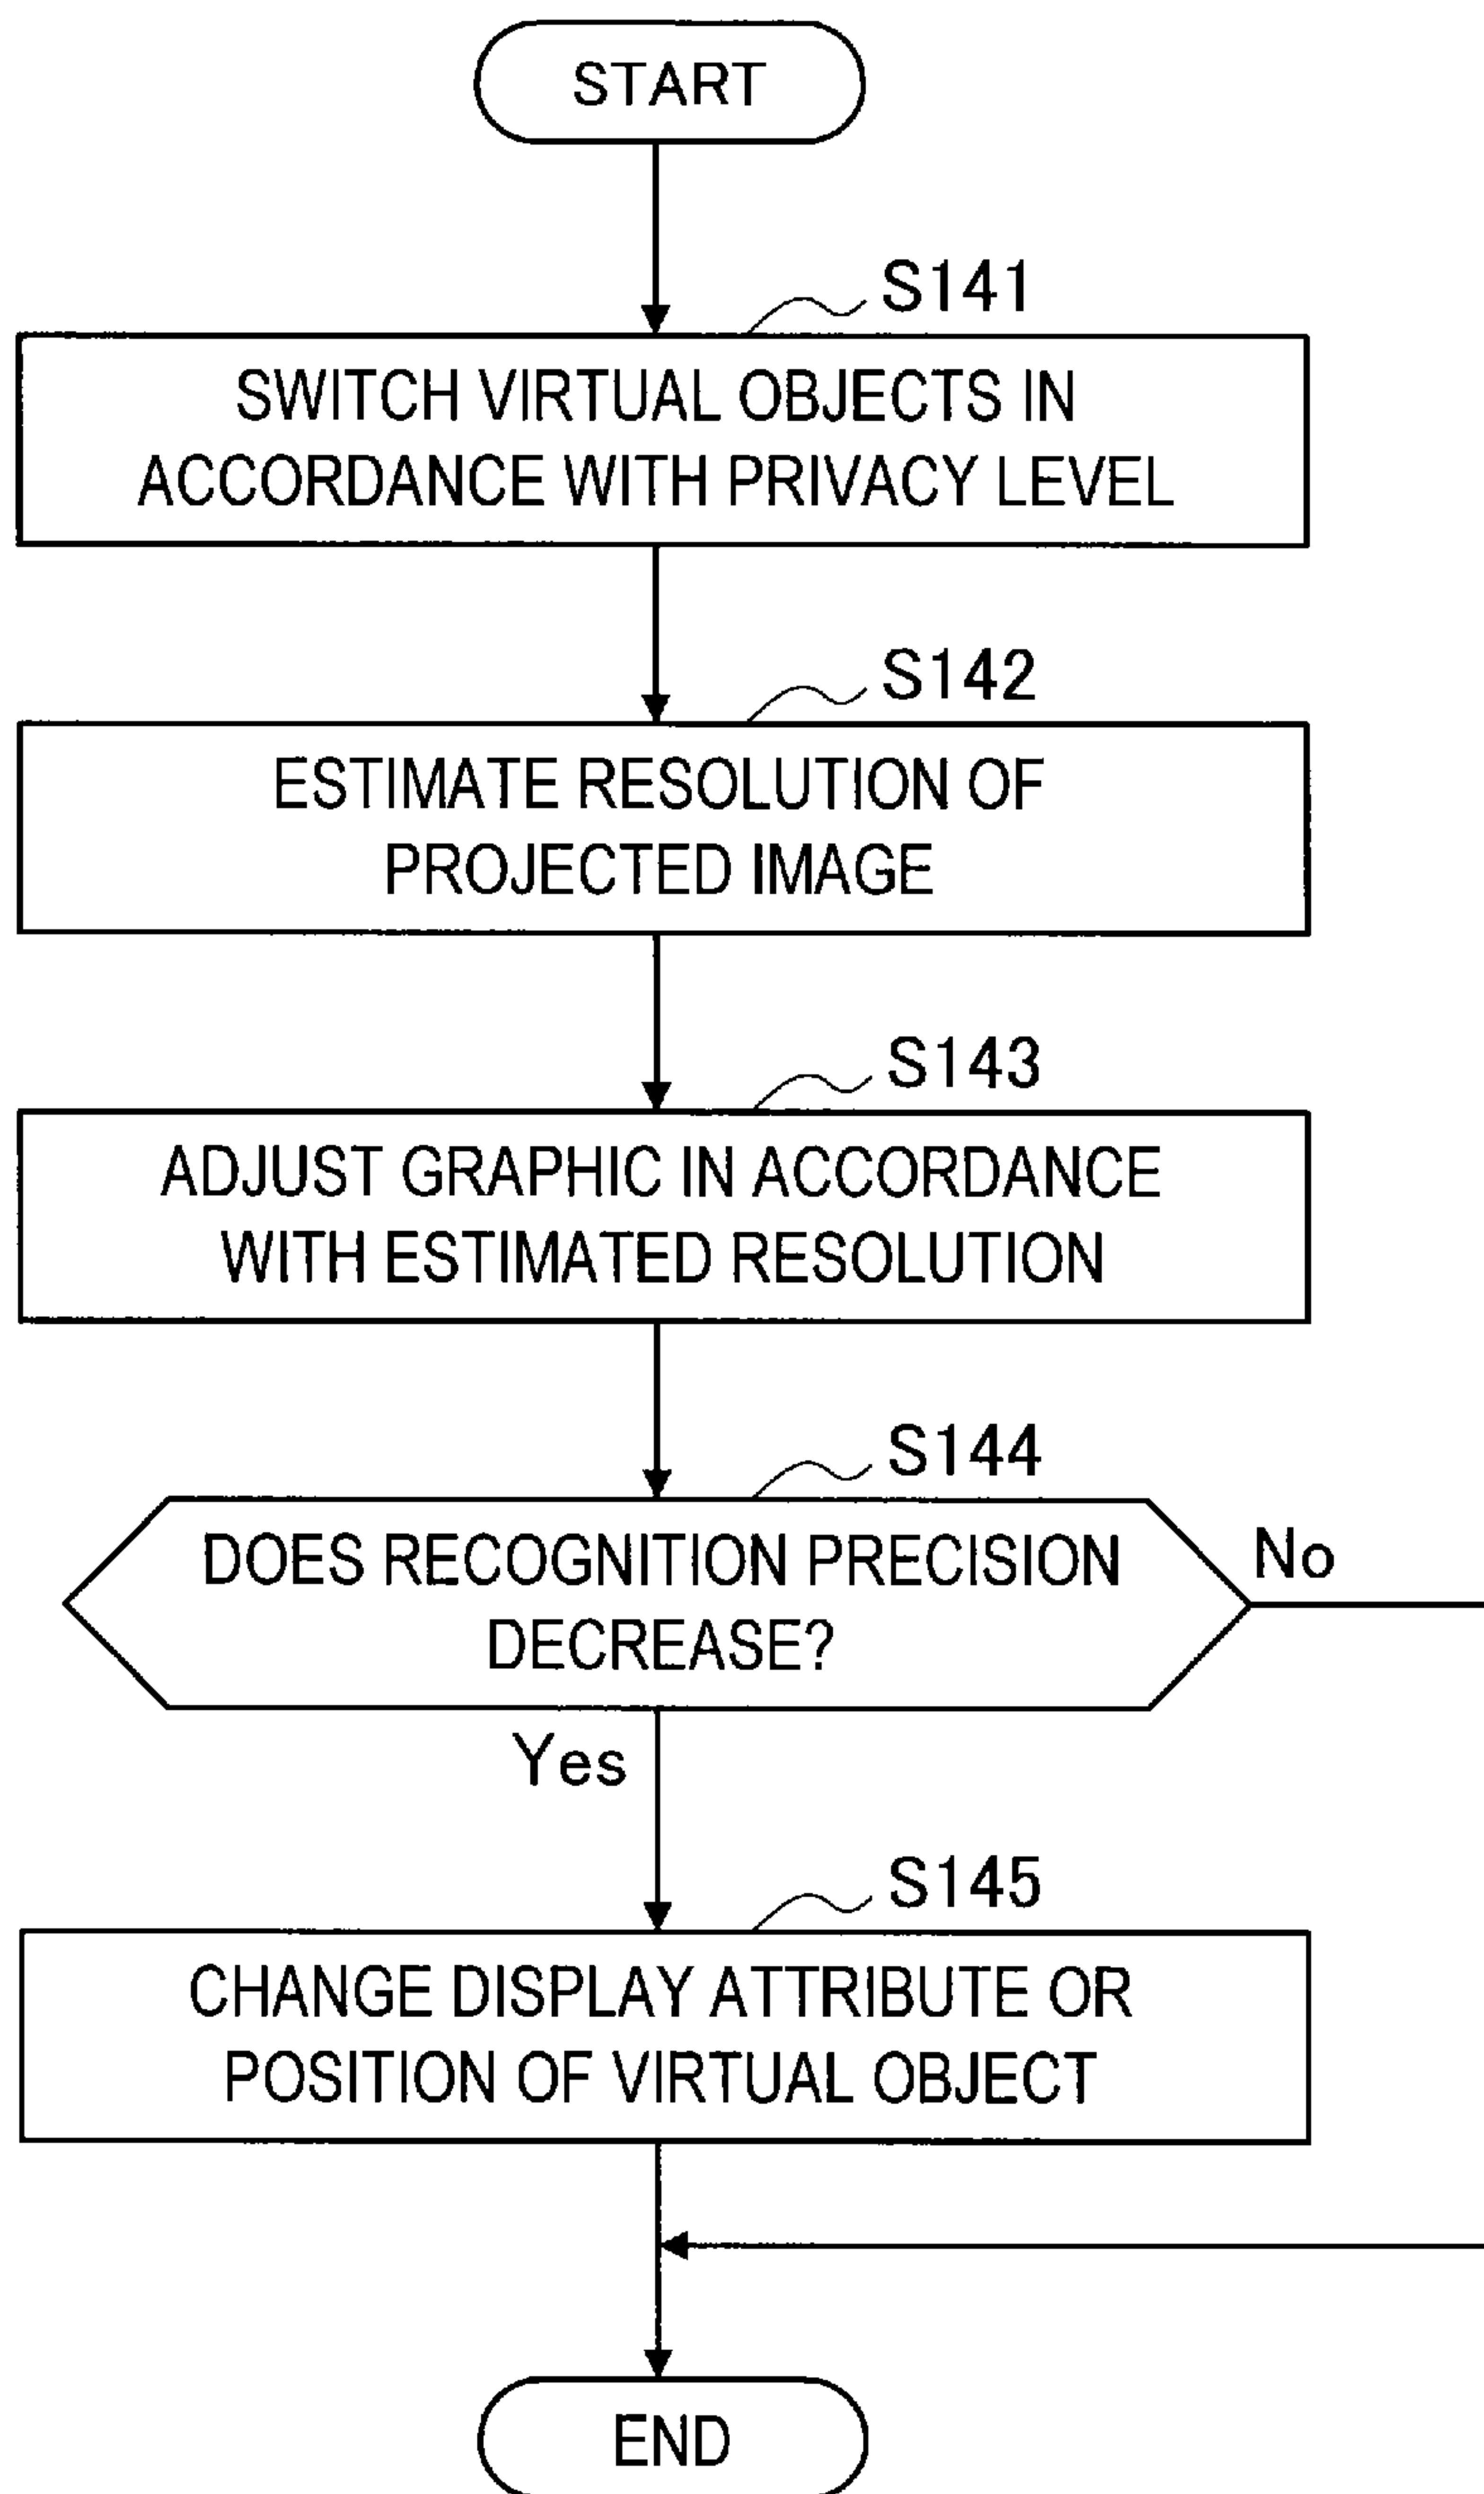 START
S141
SWITCH VIRTUAL OBJECTS IN
ACCORDANCE WITH PRIVACY LEVEL
S142
ESTIMATE RESOLUTION OF
PROJECTED IMAGE
S143
ADJUST GRAPHIC IN ACCORDANCE
WITH ESTIMATED RESOLUTION
S144
DOES RECOGNITION PRECISION
DECREASE?
No
Yes
S145
CHANGE DISPLAY ATTRIBUTE OR
POSITION OF VIRTUAL OBJECT
END